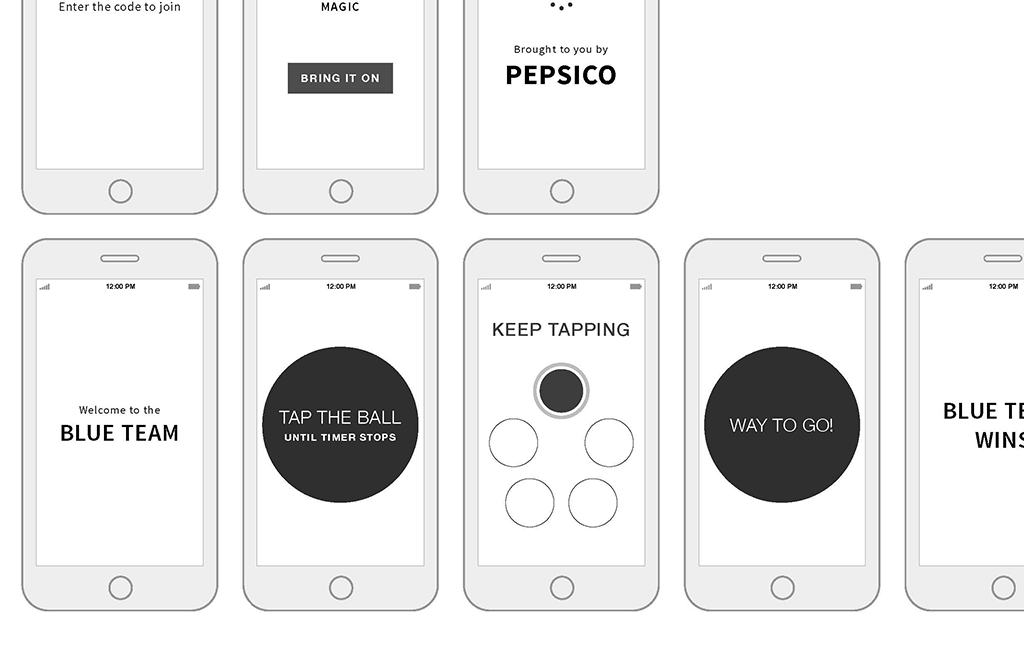 Enter the code to join
MAGIC
BRING IT ON
Brought to you by
PEPSICO
12:00 PM
Welcome to the
BLUE TEAM
12:00 PM
TAP THE BALL
UNTIL TIMER STOPS
12:00 PM
KEEP TAPPING
12:00 PM
WAY TO GO!
12:00 PM
BLUE TE
WINS